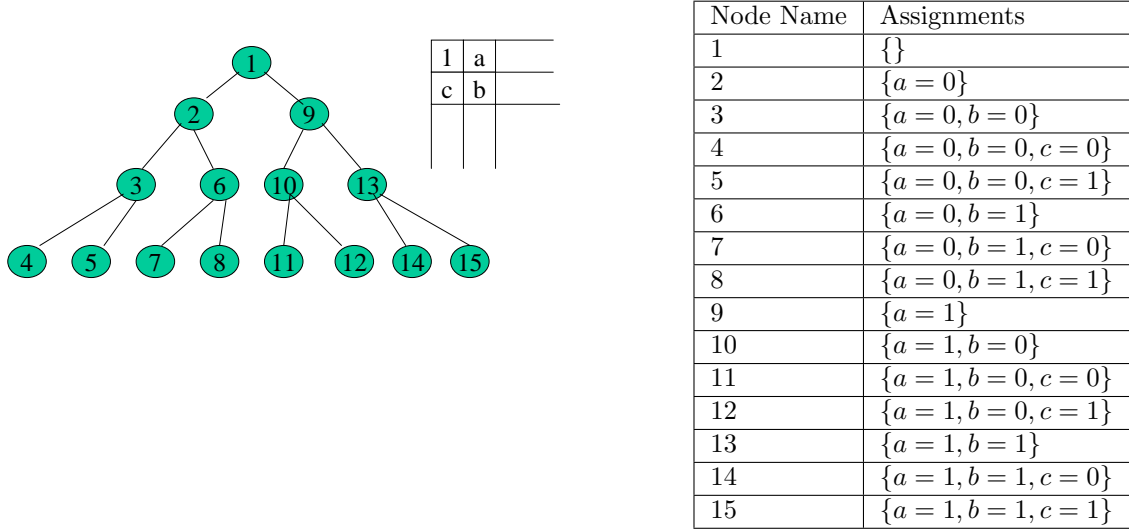 1
1 a
2 9
c b
3 6 10 13
4 5 7 8 11 12 14 15
Node Name Assignments
1 {}
2 {a = 0}
3 {a = 0, b = 0}
4 {a = 0, b = 0, c = 0}
5 {a = 0, b = 0, c = 1}
6 {a = 0, b = 1}
7 {a = 0, b = 1, c = 0}
8 {a = 0, b = 1, c = 1}
9 {a = 1}
10 {a = 1, b = 0}
11 {a = 1, b = 0, c = 0}
12 {a = 1, b = 0, c = 1}
13 {a = 1, b = 1}
14 {a = 1, b = 1, c = 0}
15 {a = 1, b = 1, c = 1}